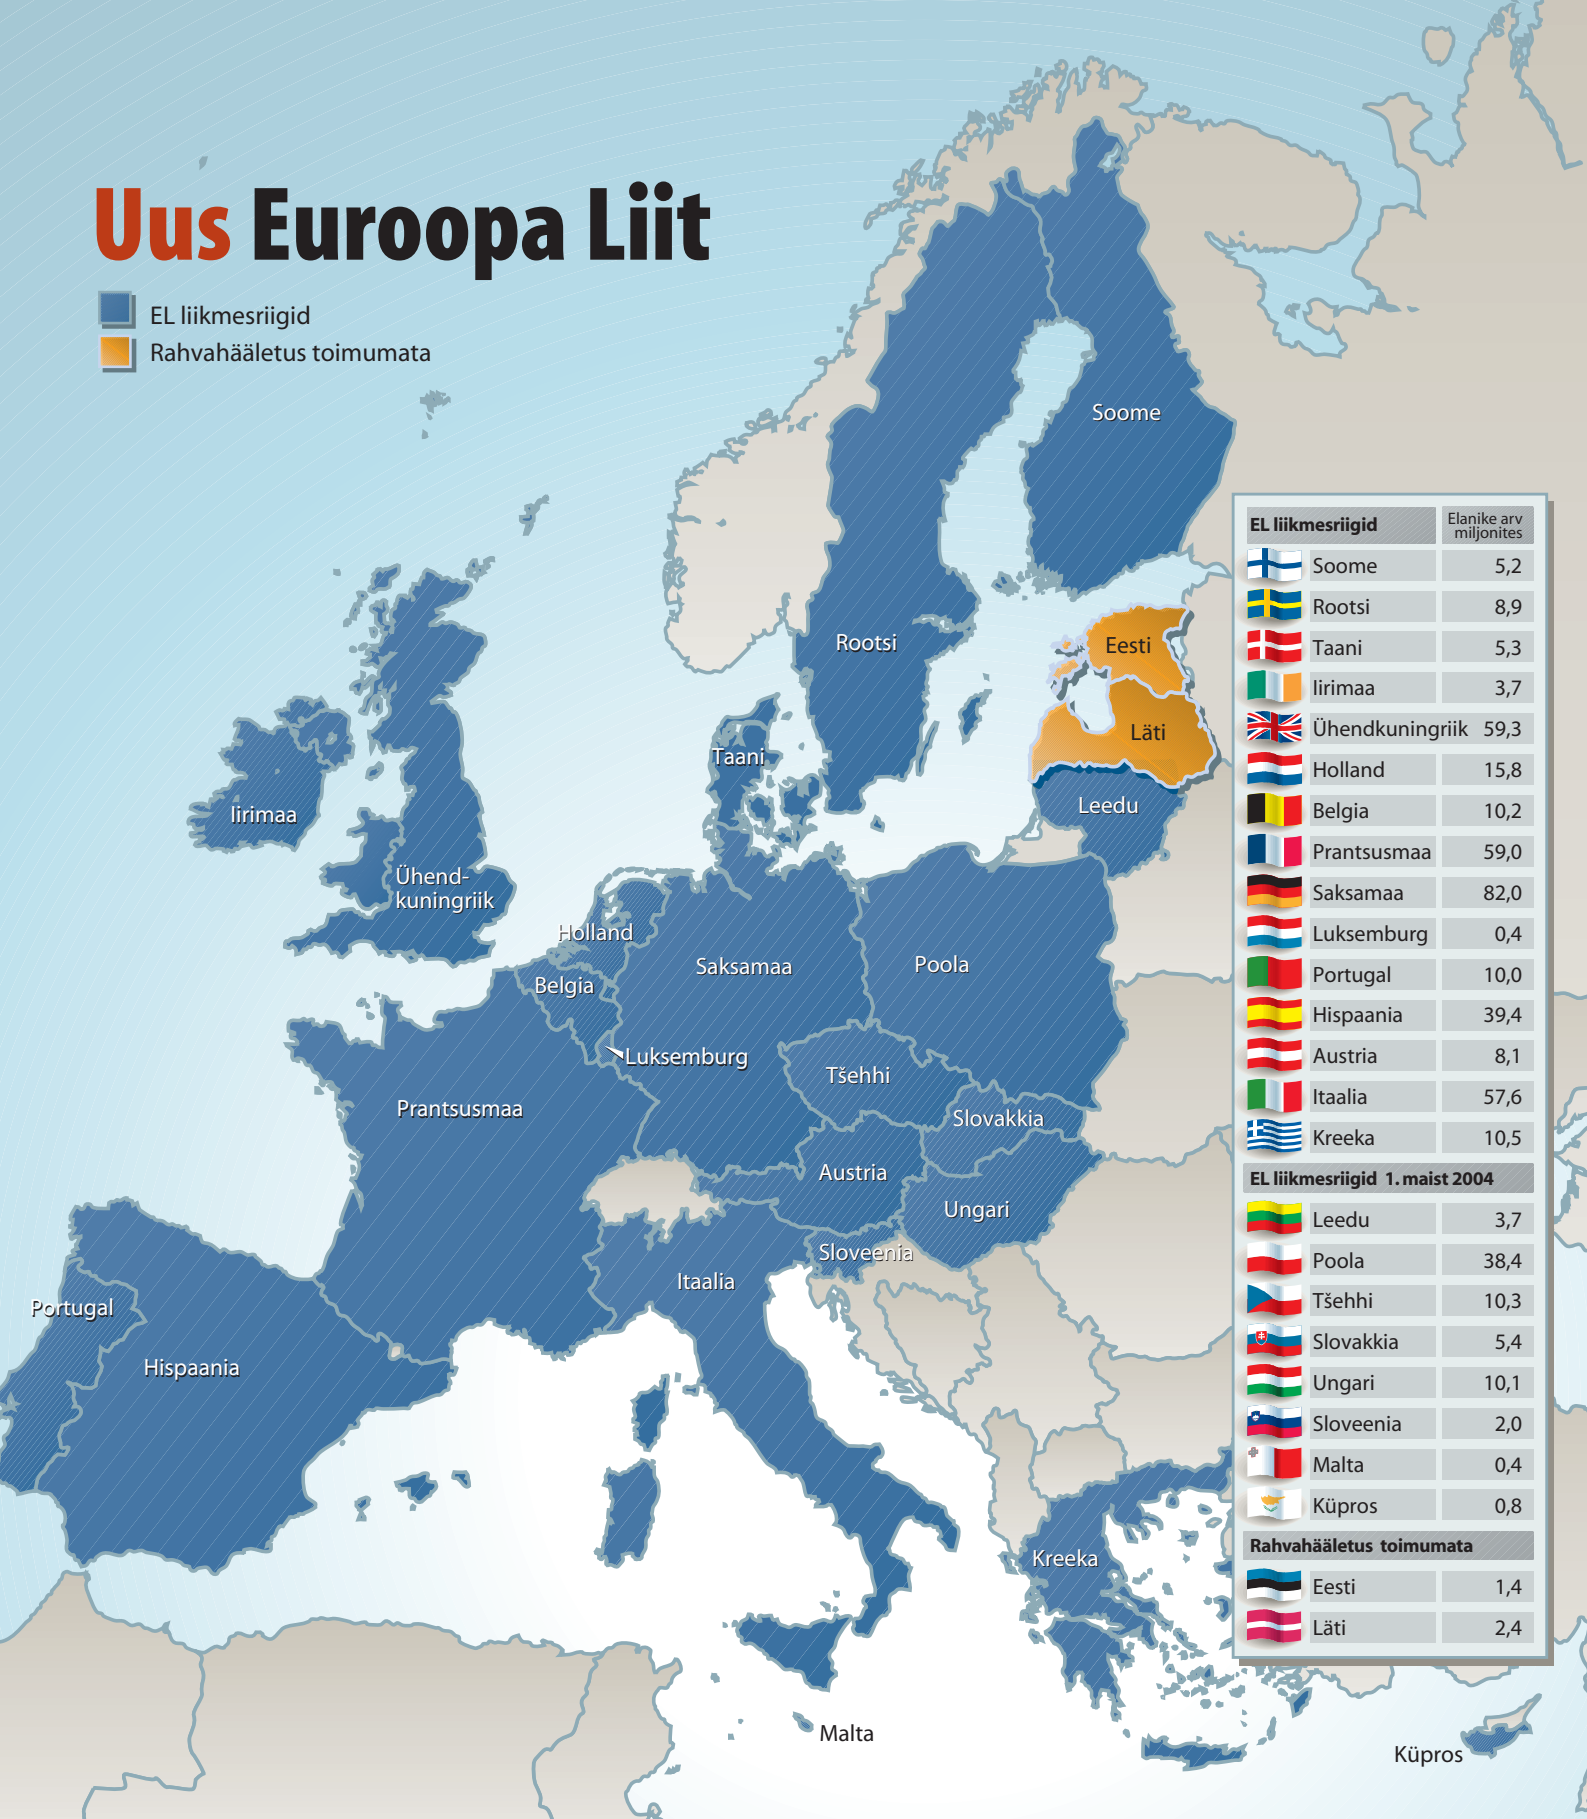 Uus Euroopa Liit
EL liikmesriigid
Rahvahääletus toimumata
Soome
Rootsi
Eesti
Läti
Leedu
Taani
Iirimaa
Ühend-
kuningriik
Holland
Belgia
Saksamaa
Poola
Luksemburg
Tšehhi
Prantsusmaa
Slovakkia
Austria
Ungari
Sloveenia
Itaalia
Portugal
Hispaania
Kreeka
Malta
Küpros
EL liikmesriigid Elanike arv
miljonites
Soome 5,2
Rootsi 8,9
Taani 5,3
Iirimaa 3,7
Ühendkuningriik 59,3
Holland 15,8
Belgia 10,2
Prantsusmaa 59,0
Saksamaa 82,0
Luksemburg 0,4
Portugal 10,0
Hispaania 39,4
Austria 8,1
Itaalia 57,6
Kreeka 10,5
EL liikmesriigid 1. maist 2004
Leedu 3,7
Poola 38,4
Tšehhi 10,3
Slovakkia 5,4
Ungari 10,1
Sloveenia 2,0
Malta 0,4
Küpros 0,8
Rahvahääletus toimumata
Eesti 1,4
Läti 2,4